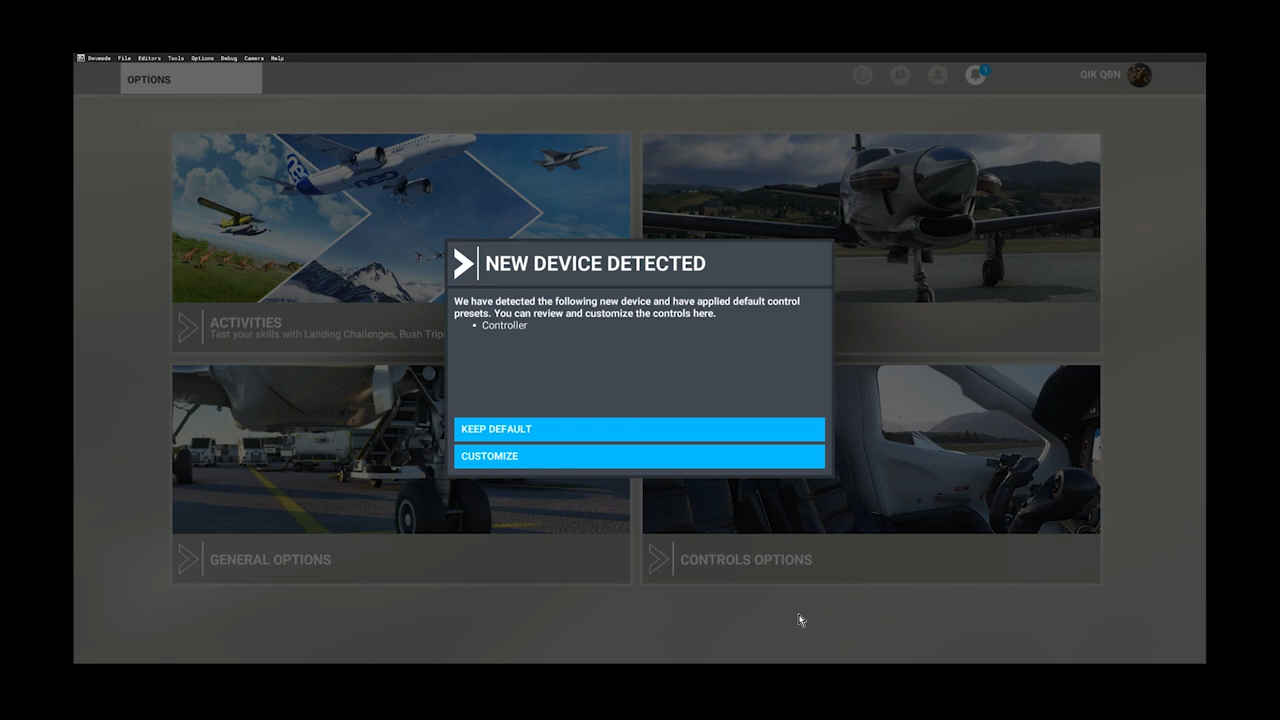 Devmode File Editors Tools Options Debug Camera Help
OPTIONS
1
QIK QBN
NEW DEVICE DETECTED
We have detected the following new device and have applied default control
presets. You can review and customize the controls here.
• Controller
KEEP DEFAULT
CUSTOMIZE
ACTIVITIES
Test your skills with Landing Challenges, Bush Trip
GENERAL OPTIONS
CONTROLS OPTIONS